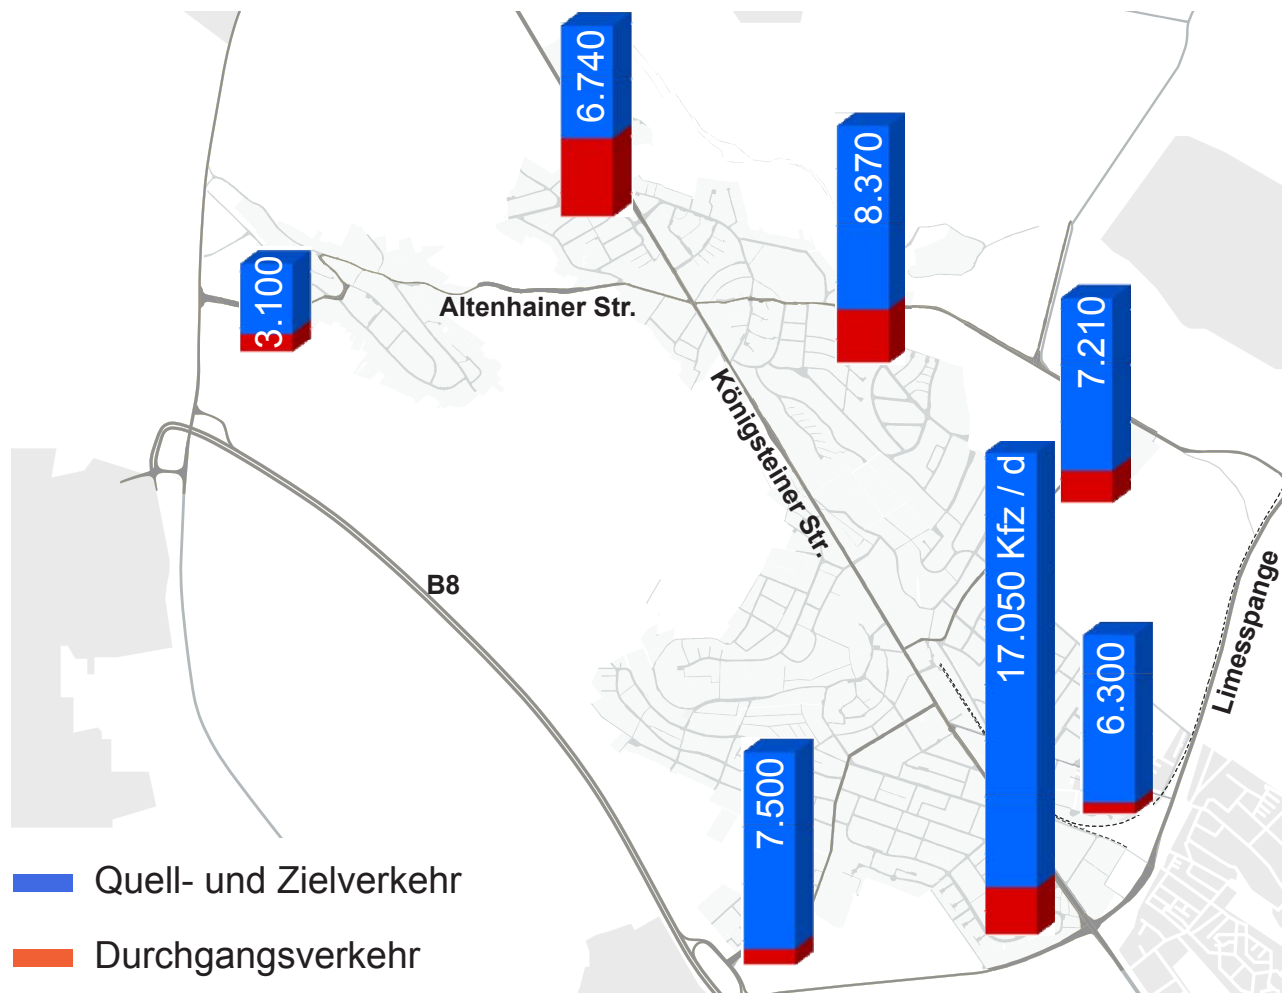 6.740
8.370
3.100
Altenhainer Str.
7.210
Königsteiner Str.
17.050 Kfz / d
B8
Limesspange
6.300
7.500
Quell- und Zielverkehr
Durchgangsverkehr